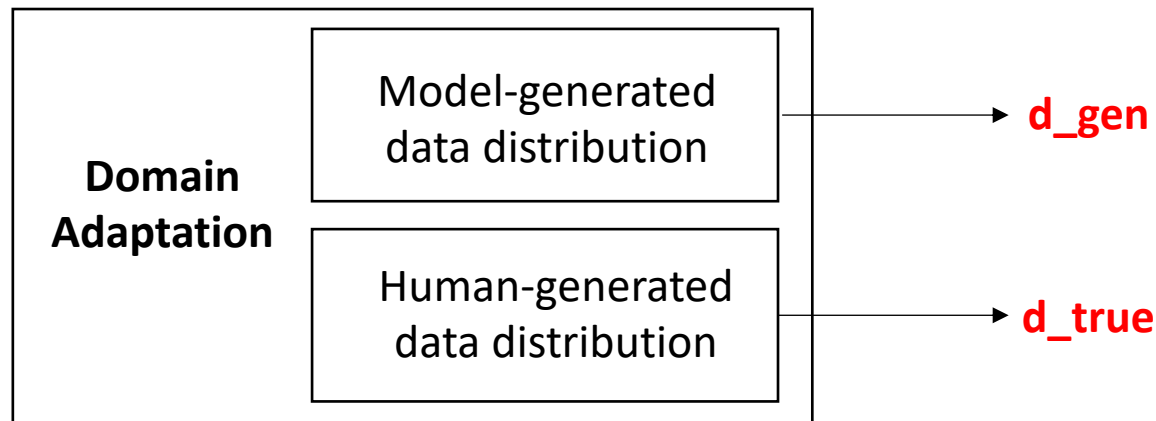 Domain
Adaptation
Model-generated
data distribution
d_gen
Human-generated
data distribution
d_true